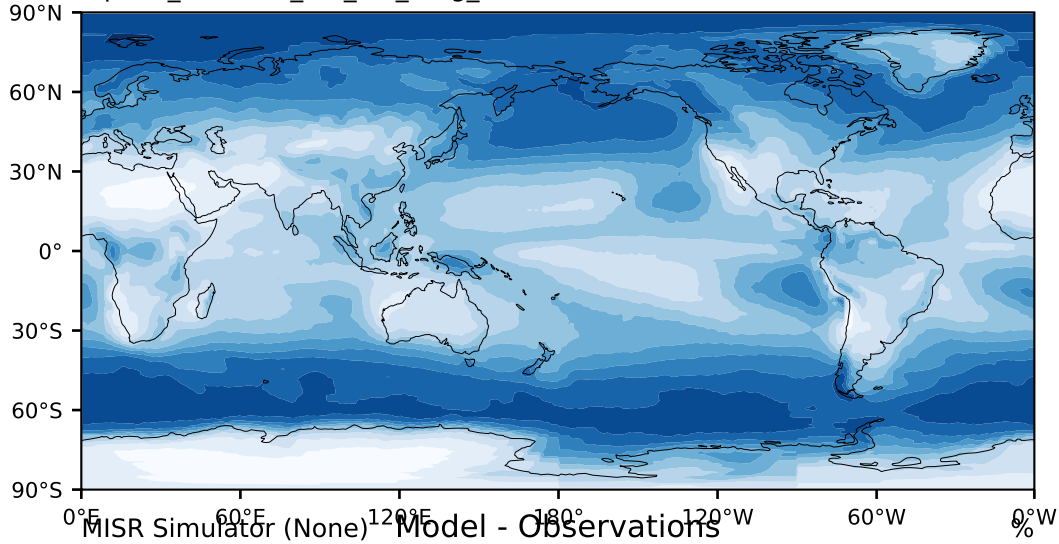 90°N
60°N
30°N
0°
30°S
60°S
90°S
0°E 60°E 120°E 180° 120°W 60°W 0°W
MISR Simulator (None) Model - Observations %